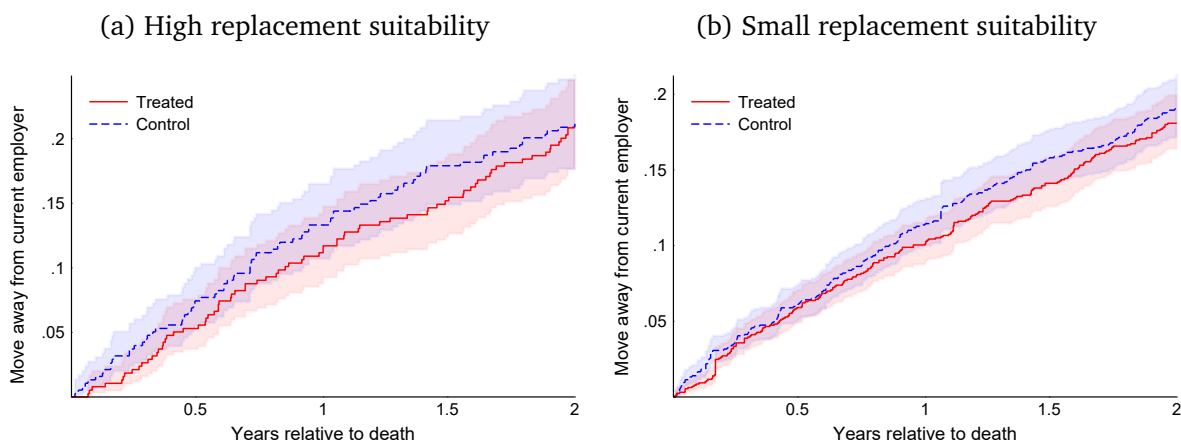 (a) High replacement suitability
Move away from current employer
.2
.15
.1
.05
Treated
Control
0.5
1
1.5
2
Years relative to death
(b) Small replacement suitability
Move away from current employer
.2
.15
.1
.05
Treated
Control
0.5
1
1.5
2
Years relative to death